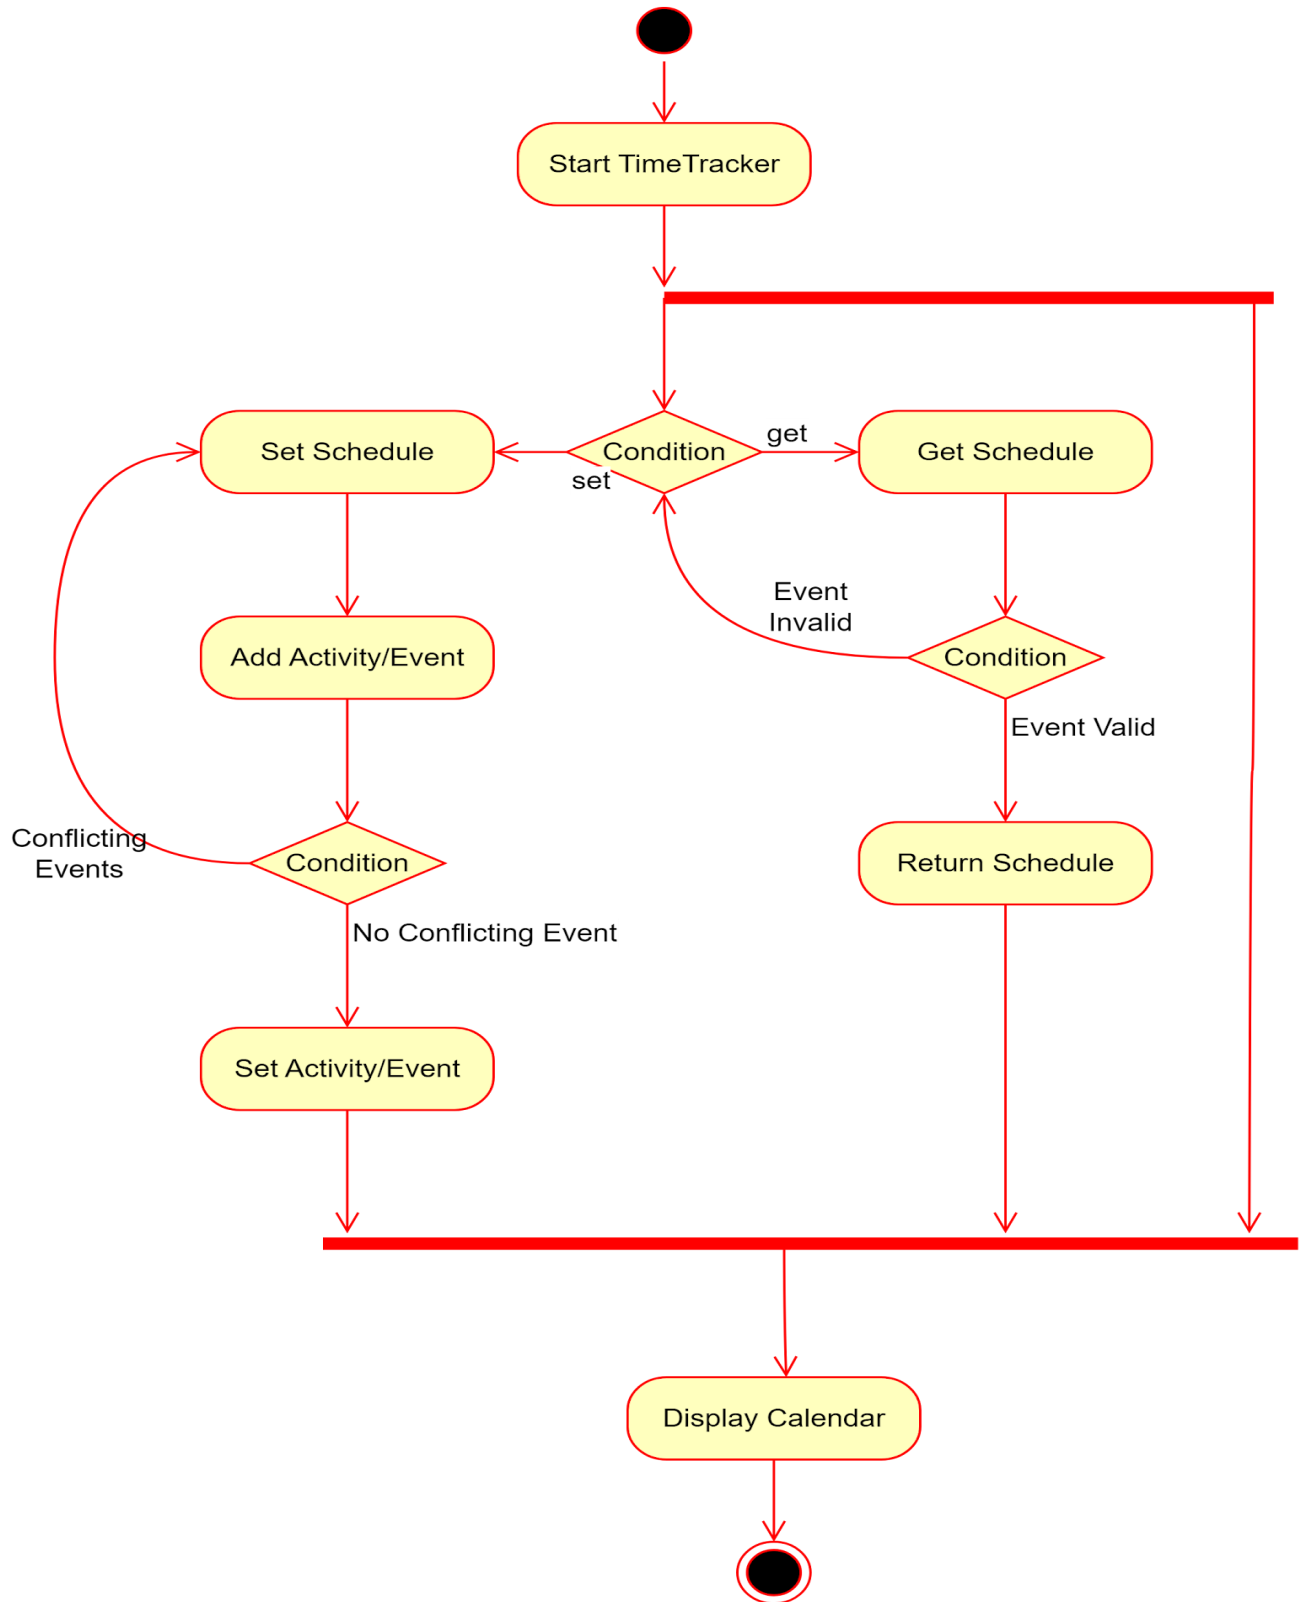 Start TimeTracker
Set Schedule
set
Condition
get
Get Schedule
Event
Invalid
Add Activity/Event
Condition
Event Valid
Conflicting
Events
Condition
Return Schedule
No Conflicting Event
Set Activity/Event
Display Calendar